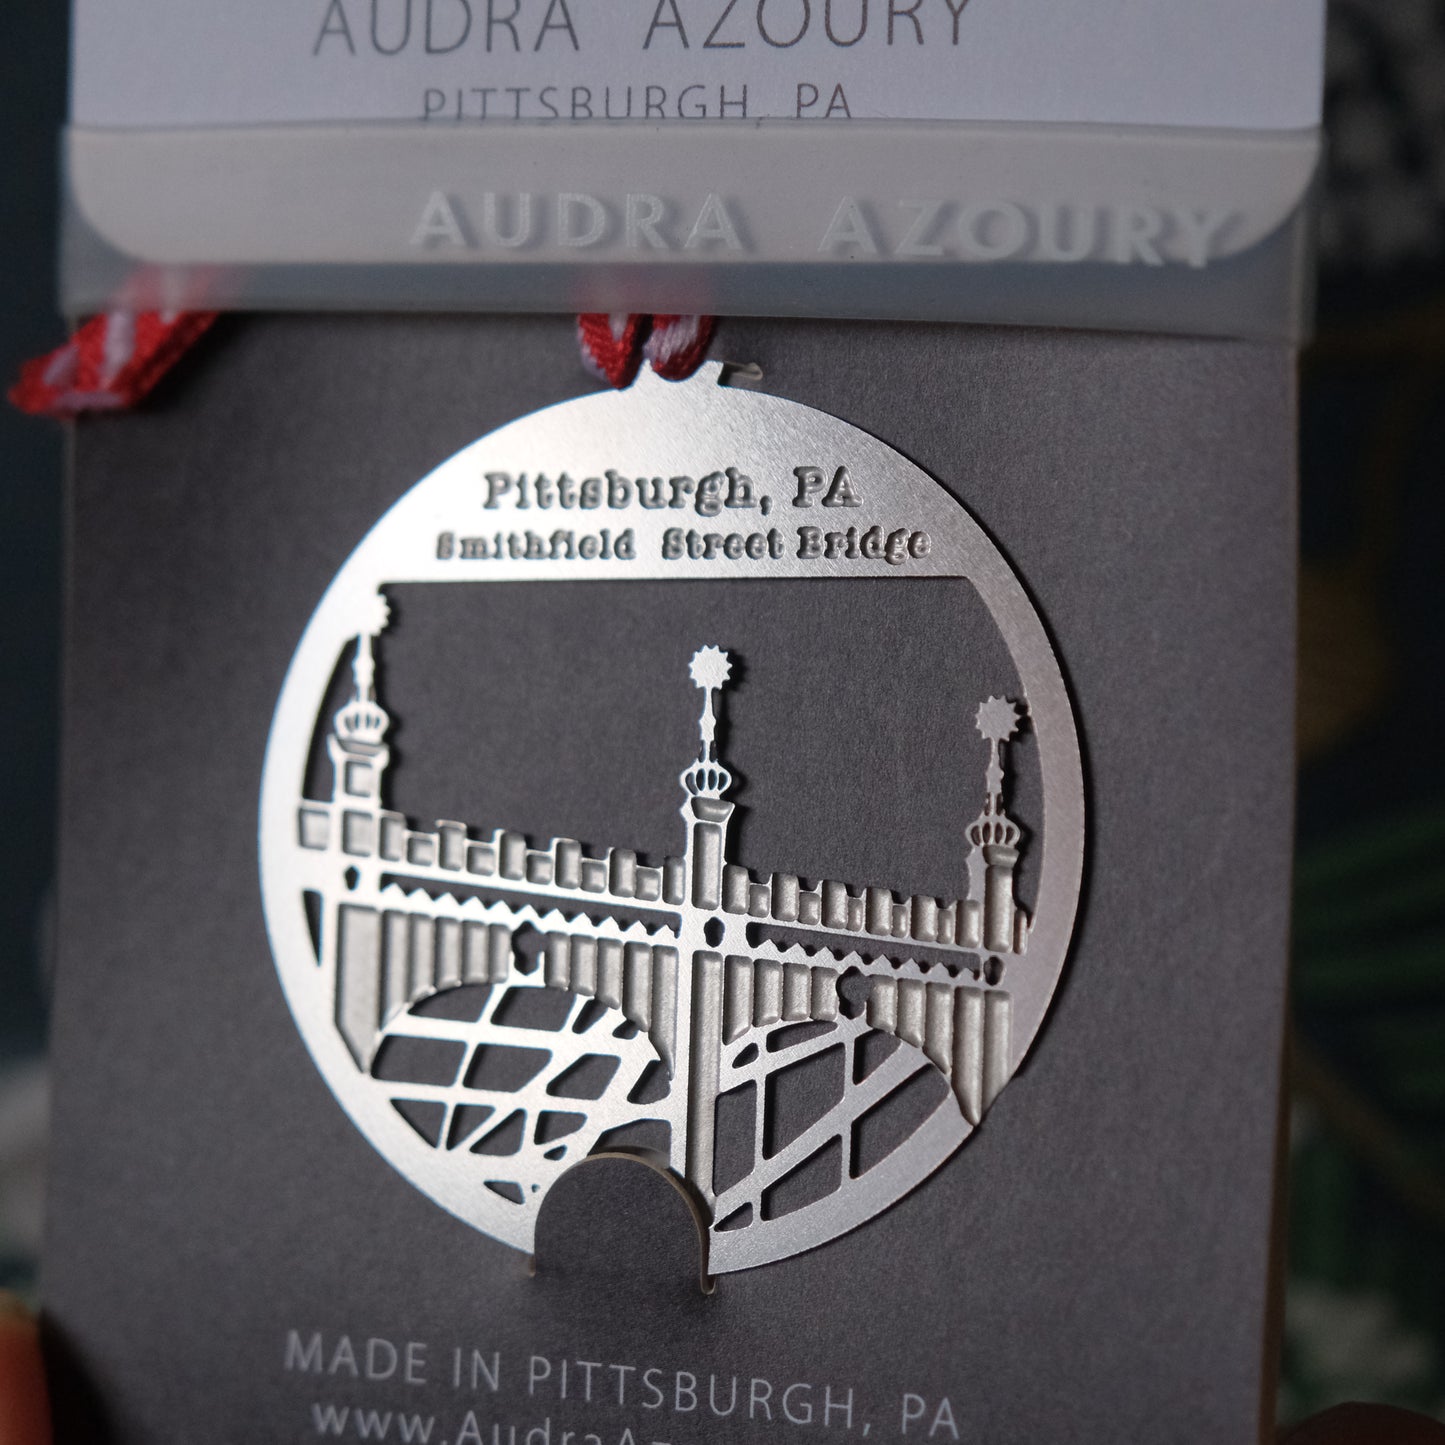 AUDRA AZOURY
PITTSBURGH, PA
AUDRA AZOURY
Pittsburgh, PA
Smithfield Street Bridge
MADE IN PITTSBURGH, PA